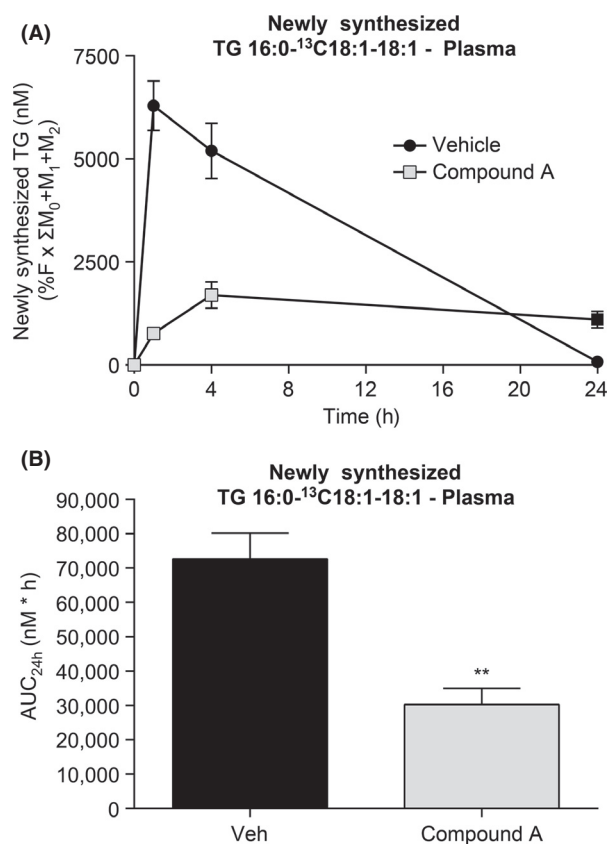 (A)
Newly synthesized
TG 16:0-¹³C18:1-18:1 - Plasma
Newly synthesized TG (nM)
(%F x ΣM₀+M₁+M₂)
7500
5000
2500
0
Vehicle
Compound A
0 4 8 12 16 20 24
Time (h)
(B)
Newly synthesized
TG 16:0-¹³C18:1-18:1 - Plasma
AUC₂₄ₕ (nM * h)
90,000
80,000
70,000
60,000
50,000
40,000
30,000
20,000
10,000
0
**
Veh Compound A